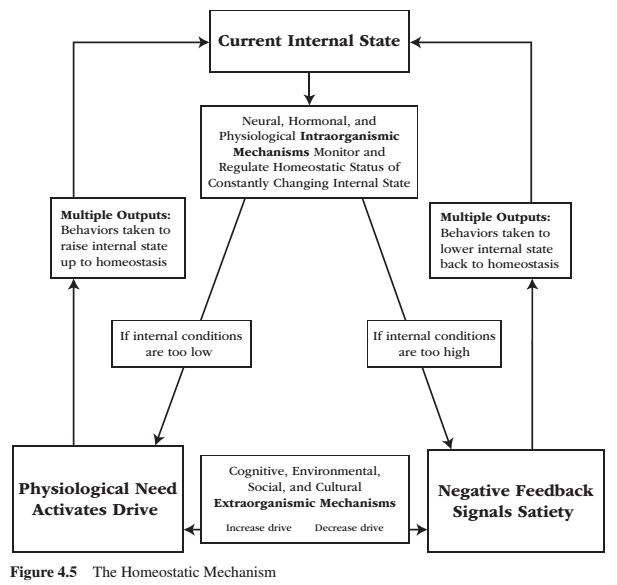 Current Internal State
Neural, Hormonal, and
Physiological Intraorganismic
Mechanisms Monitor and
Regulate Homeostatic Status of
Constantly Changing Internal State
Multiple Outputs:
Behaviors taken to
raise internal state
up to homeostasis
Multiple Outputs:
Behaviors taken to
lower internal state
back to homeostasis
If internal conditions
are too low
If internal conditions
are too high
Physiological Need
Activates Drive
Cognitive, Environmental,
Social, and Cultural
Extraorganismic Mechanisms
Increase drive Decrease drive
Negative Feedback
Signals Satiety
Figure 4.5 The Homeostatic Mechanism